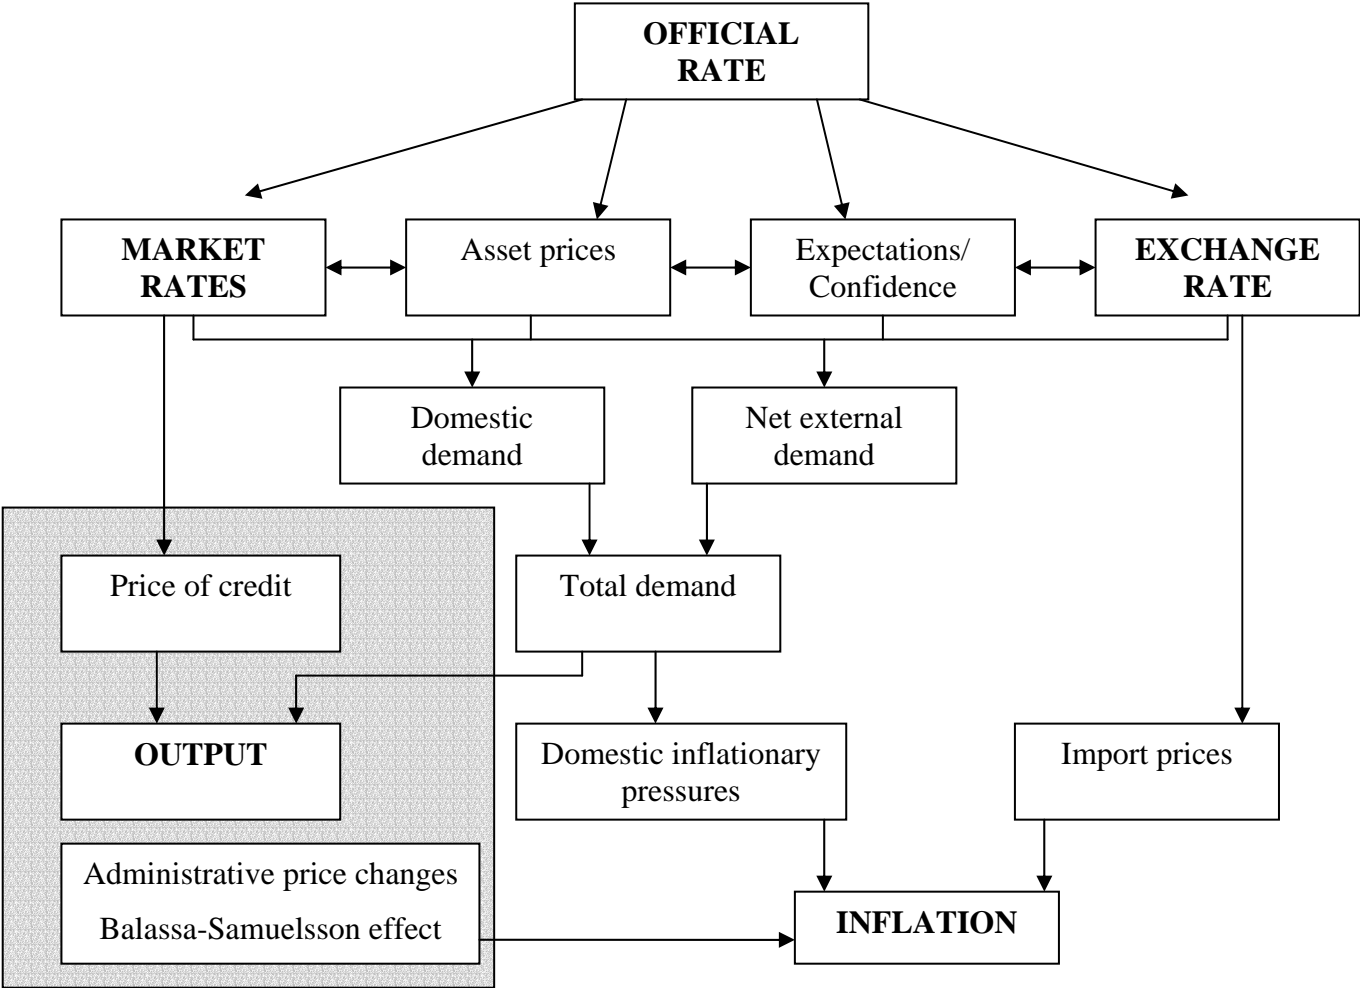 OFFICIAL
RATE
MARKET
RATES
Asset prices
Expectations/
Confidence
EXCHANGE
RATE
Domestic
demand
Net external
demand
Price of credit
Total demand
OUTPUT
Domestic inflationary
pressures
Import prices
Administrative price changes
Balassa-Samuelsson effect
INFLATION